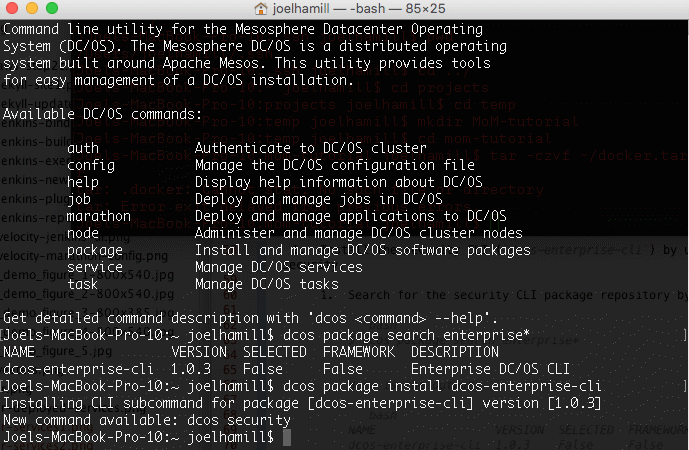 joelhamill — -bash — 85×25
Command line utility for the Mesosphere Datacenter Operating
System (DC/OS). The Mesosphere DC/OS is a distributed operating
system built around Apache Mesos. This utility provides tools
for easy management of a DC/OS installation.
Available DC/OS commands:
auth Authenticate to DC/OS cluster
config Manage the DC/OS configuration file
help Display help information about DC/OS
job Deploy and manage jobs in DC/OS
marathon Deploy and manage applications to DC/OS
node Administer and manage DC/OS cluster nodes
package Install and manage DC/OS software packages
service Manage DC/OS services
task Manage DC/OS tasks
Get detailed command description with 'dcos <command> --help'.
[Joels-MacBook-Pro-10:~ joelhamill$ dcos package search enterprise* ]
NAME VERSION SELECTED FRAMEWORK DESCRIPTION
dcos-enterprise-cli 1.0.3 False False Enterprise DC/OS CLI
[Joels-MacBook-Pro-10:~ joelhamill$ dcos package install dcos-enterprise-cli ]
Installing CLI subcommand for package [dcos-enterprise-cli] version [1.0.3]
New command available: dcos security
Joels-MacBook-Pro-10:~ joelhamill$